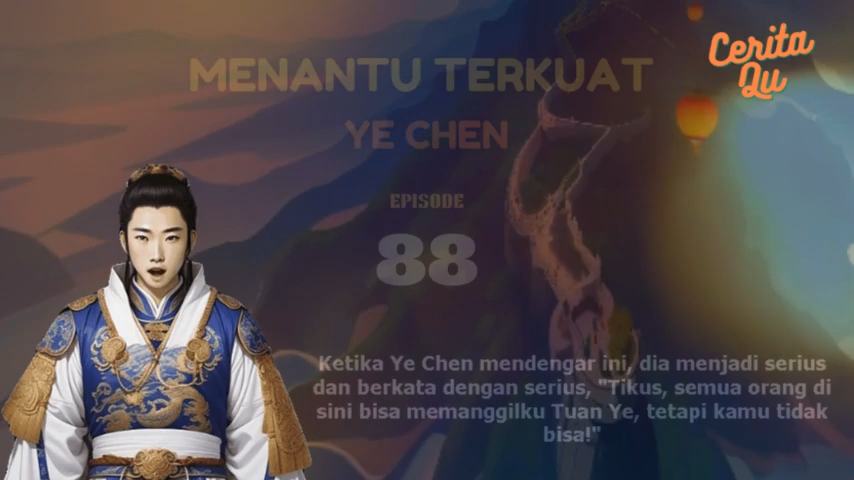 Cerita
Qu
MENANTU TERKUAT
YE CHEN
EPISODE
88
Ketika Ye Chen mendengar ini, dia menjadi serius
dan berkata dengan serius, "Tikus, semua orang di
sini bisa memanggilku Tuan Ye, tetapi kamu tidak
bisa!"